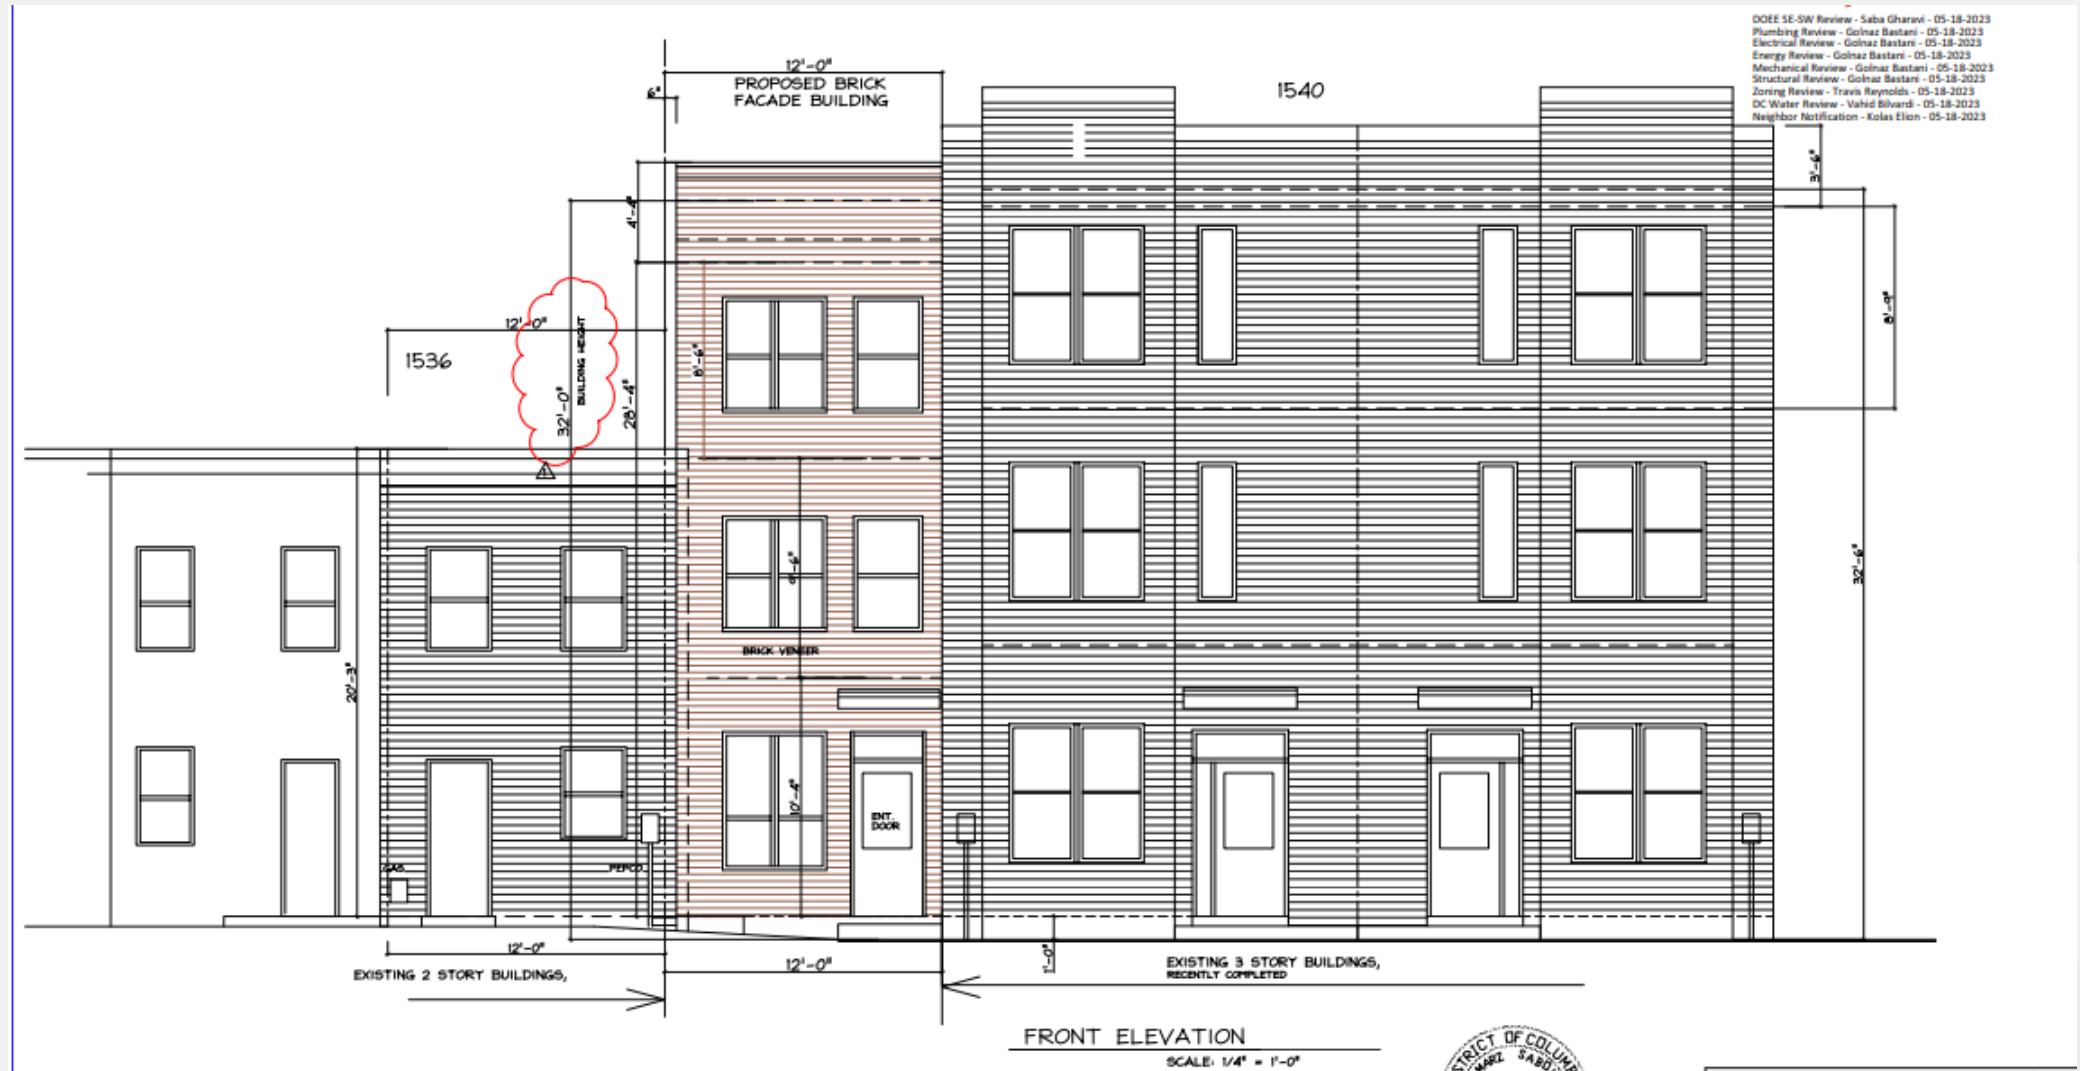 DOEE SE-SW Review - Saba Gharavi - 05-18-2023
Plumbing Review - Golnaz Bastani - 05-18-2023
Electrical Review - Golnaz Bastani - 05-18-2023
Energy Review - Golnaz Bastani - 05-18-2023
Mechanical Review - Golnaz Bastani - 05-18-2023
Structural Review - Golnaz Bastani - 05-18-2023
Zoning Review - Travis Reynolds - 05-18-2023
DC Water Review - Vahid Bilvardi - 05-18-2023
Neighbor Notification - Kolas Elion - 05-18-2023
12'-0"
PROPOSED BRICK
FACADE BUILDING
6"
1540
3'-6"
4'-4"
12'-0"
1536
BUILDING HEIGHT
32'-0"
28'-4"
8'-6"
8'-9"
9'-6"
32'-6"
BRICK VENEER
20'-3"
10'-4"
ENT.
DOOR
GAS
PEPCO
12'-0"
EXISTING 2 STORY BUILDINGS,
12'-0"
1'-0"
EXISTING 3 STORY BUILDINGS,
RECENTLY COMPLETED
FRONT ELEVATION
SCALE: 1/4" = 1'-0"